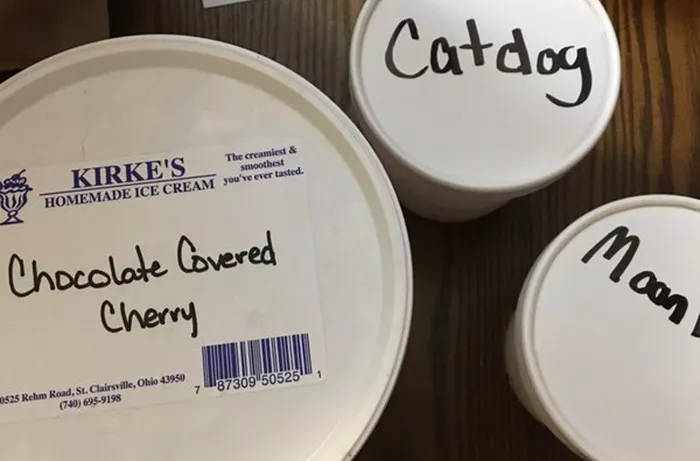 KIRKE'S
HOMEMADE ICE CREAM
The creamiest &
smoothest
you've ever tasted.
Chocolate Covered
Cherry
0525 Rehm Road, St. Clairsville, Ohio 43950
(740) 695-9198
7 87309 50525 1
Catdog
Moon